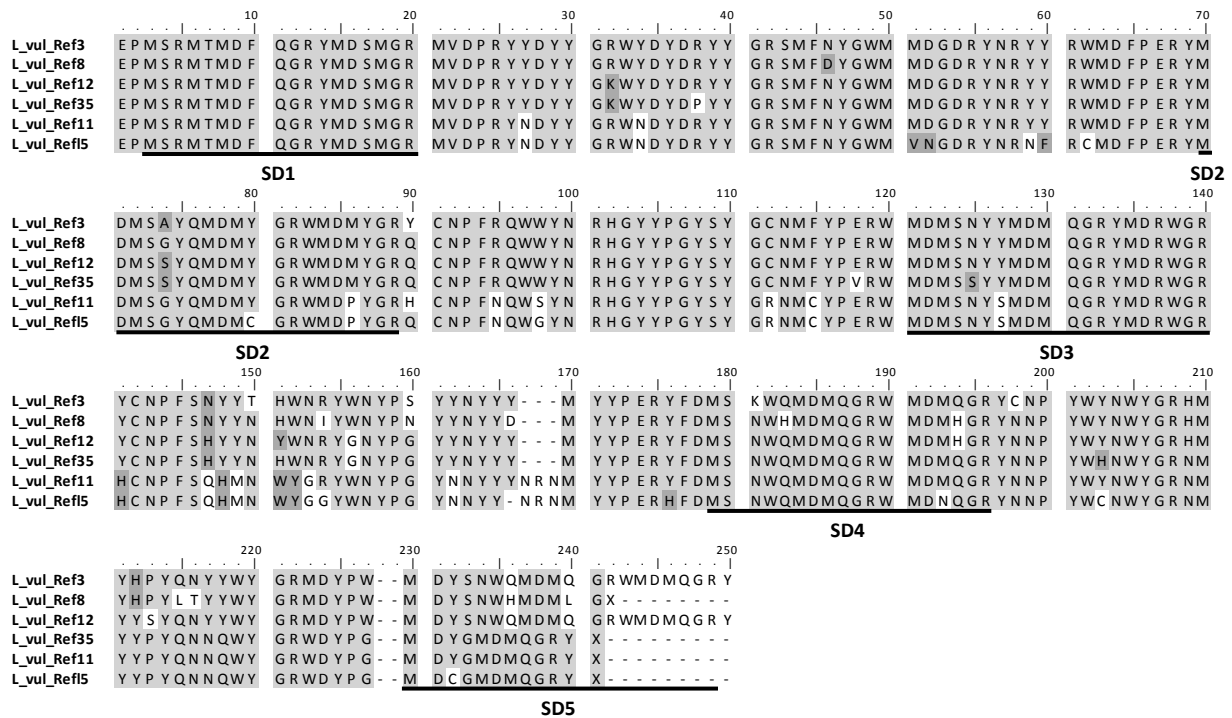 10 20 30 40 50 60 70
L_vul_Ref3 EPMSRMTMDF QGRYMDSMGR MVDPRYYDYY GRWYDYDRYY GRSMFNYGWM MDGDRYNRYY RWMDFPERYM
L_vul_Ref8 EPMSRMTMDF QGRYMDSMGR MVDPRYYDYY GRWYDYDRYY GRSMFDYGWM MDGDRYNRYY RWMDFPERYM
L_vul_Ref12 EPMSRMTMDF QGRYMDSMGR MVDPRYYDYY GKWYDYDRYY GRSMFNYGWM MDGDRYNRYY RWMDFPERYM
L_vul_Ref35 EPMSRMTMDF QGRYMDSMGR MVDPRYYDYY GKWYDYDPYY GRSMFNYGWM MDGDRYNRYY RWMDFPERYM
L_vul_Ref11 EPMSRMTMDF QGRYMDSMGR MVDPRYNDYY GRWNDYDRYY GRSMFNYGWM MDGDRYNRYY RWMDFPERYM
L_vul_Refl5 EPMSRMTMDF QGRYMDSMGR MVDPRYNDYY GRWNDYDRYY GRSMFNYGWM YNGDRYNRNF RCMDFPERYM
SD1 SD2
80 90 100 110 120 130 140
L_vul_Ref3 DMSAYQMDMY GRWMDMYGRY CNPFRQWWYN RHGYYPGYSY GCNMFYPERW MDMSNYYMDM QGRYMDRWGR
L_vul_Ref8 DMSGYQMDMY GRWMDMYGRQ CNPFRQWWYN RHGYYPGYSY GCNMFYPERW MDMSNYYMDM QGRYMDRWGR
L_vul_Ref12 DMSSYQMDMY GRWMDMYGRQ CNPFRQWWYN RHGYYPGYSY GCNMFYPERW MDMSNYYMDM QGRYMDRWGR
L_vul_Ref35 DMSSYQMDMY GRWMDMYGRQ CNPFRQWWYN RHGYYPGYSY GCNMFYPVRW MDMSSYYMDM QGRYMDRWGR
L_vul_Ref11 DMSGYQMDMY GRWMDPYGRH CNPFNQWSYN RHGYYPGYSY GRNMCYPERW MDMSNYSMDM QGRYMDRWGR
L_vul_Refl5 DMSGYQMDMC GRWMDPYGRQ CNPFNQWGYN RHGYYPGYSY GRNMCYPERW MDMSNYSMDM QGRYMDRWGR
SD2 SD3
150 160 170 180 190 200 210
L_vul_Ref3 YCNPFSNYYT HWNRYWNYPS YYNYYY---M YYPERYFDMS KWQMDMQGRW MDMQGRYCNP YWYNWYGRHM
L_vul_Ref8 YCNPFSNYYN HWNIYWNYPN YYNYYD---M YYPERYFDMS NWHMDMQGRW MDMHGRYNNP YWYNWYGRHM
L_vul_Ref12 YCNPFSHYYN YWNRYGNYPG YYNYYY---M YYPERYFDMS NWQMDMQGRW MDMHGRYNNP YWYNWYGRHM
L_vul_Ref35 YCNPFSHYYN HWNRYGNYPG YYNYYY---M YYPERYFDMS NWQMDMQGRW MDMQGRYNNP YWHNWYGRNM
L_vul_Ref11 HCNPFSQHMN WYGRYWNYPG YNNYYYNRNM YYPERYFDMS NWQMDMQGRW MDMQGRYNNP YWYNWYGRNM
L_vul_Refl5 HCNPFSQHMN WYGGYWNYPG YNNYY-NRNM YYPERHFDMS NWQMDMQGRW MDNQGRYNNP YWCNWYGRNM
SD4
220 230 240 250
L_vul_Ref3 YHPYQNYYWY GRMDYPW--M DYSNWQMDMQ GRWMDMQGRY
L_vul_Ref8 YHPYLTYYWY GRMDYPW--M DYSNWHMDML GX--------
L_vul_Ref12 YYSYQNYYWY GRMDYPW--M DYSNWQMDMQ GRWMDMQGRY
L_vul_Ref35 YYPYQNNQWY GRWDYPG--M DYGMDMQGRY X---------
L_vul_Ref11 YYPYQNNQWY GRWDYPG--M DYGMDMQGRY X---------
L_vul_Refl5 YYPYQNNQWY GRWDYPG--M DCGMDMQGRY X---------
SD5